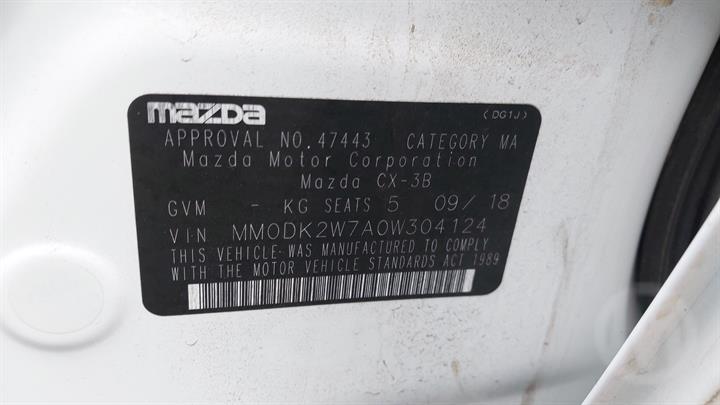 mazda (DG1J)
APPROVAL NO.47443 CATEGORY MA
Mazda Motor Corporation
Mazda CX-3B
GVM - KG SEATS 5 09/18
VIN MM0DK2W7A0W304124
THIS VEHICLE WAS MANUFACTURED TO COMPLY
WITH THE MOTOR VEHICLE STANDARDS ACT 1989